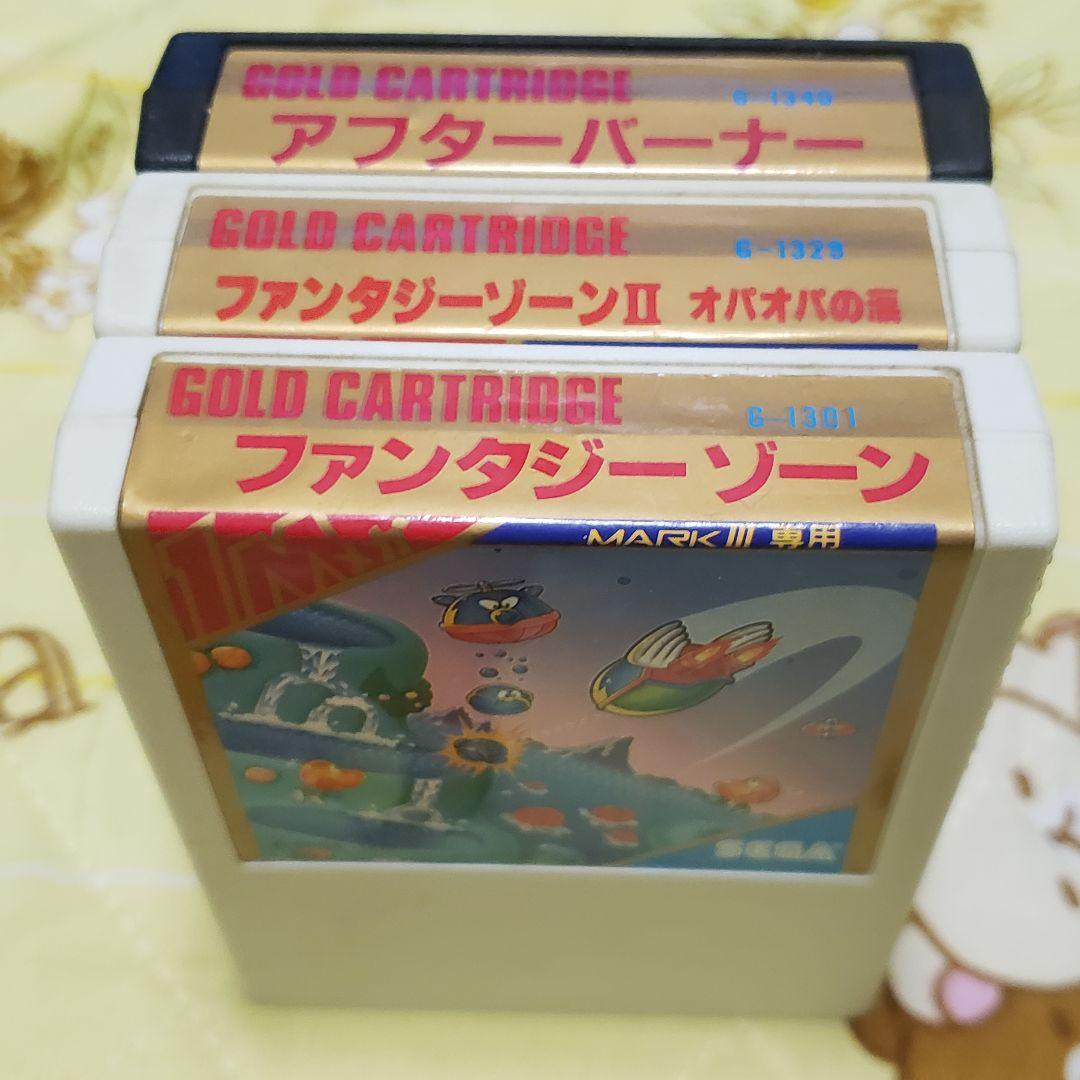 GOLD CARTRIDGE G-1349
アフターバーナー
GOLD CARTRIDGE G-1329
ファンタジーゾーンII オパオパの涙
GOLD CARTRIDGE G-1301
ファンタジー ゾーン
1M
MARK III 専用
SEGA
a